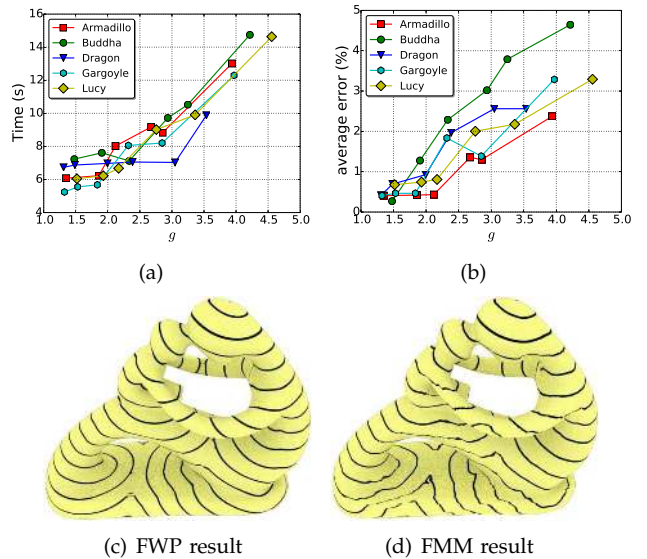 16
14
12
10
8
6
4
Time (s)
Armadillo
Buddha
Dragon
Gargoyle
Lucy
1.0 1.5 2.0 2.5 3.0 3.5 4.0 4.5 5.0
g
(a)
5
4
3
2
1
0
average error (%)
Armadillo
Buddha
Dragon
Gargoyle
Lucy
1.0 1.5 2.0 2.5 3.0 3.5 4.0 4.5 5.0
g
(b)
(c) FWP result
(d) FMM result